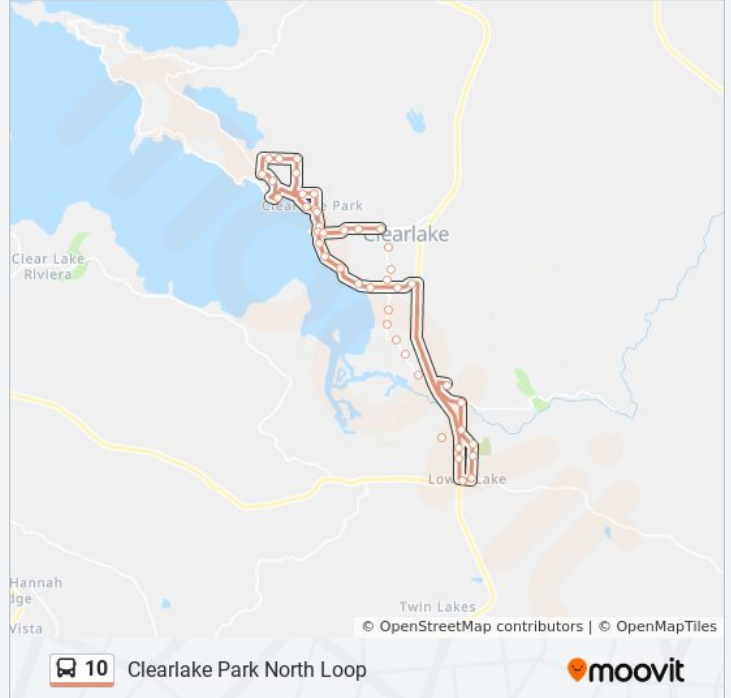 Clearlake Park
Clearlake
Clear Lake
Riviera
Lower Lake
Hannah
dge
Vista
Twin Lakes
© OpenStreetMap contributors | © OpenMapTiles
10 Clearlake Park North Loop
moovit